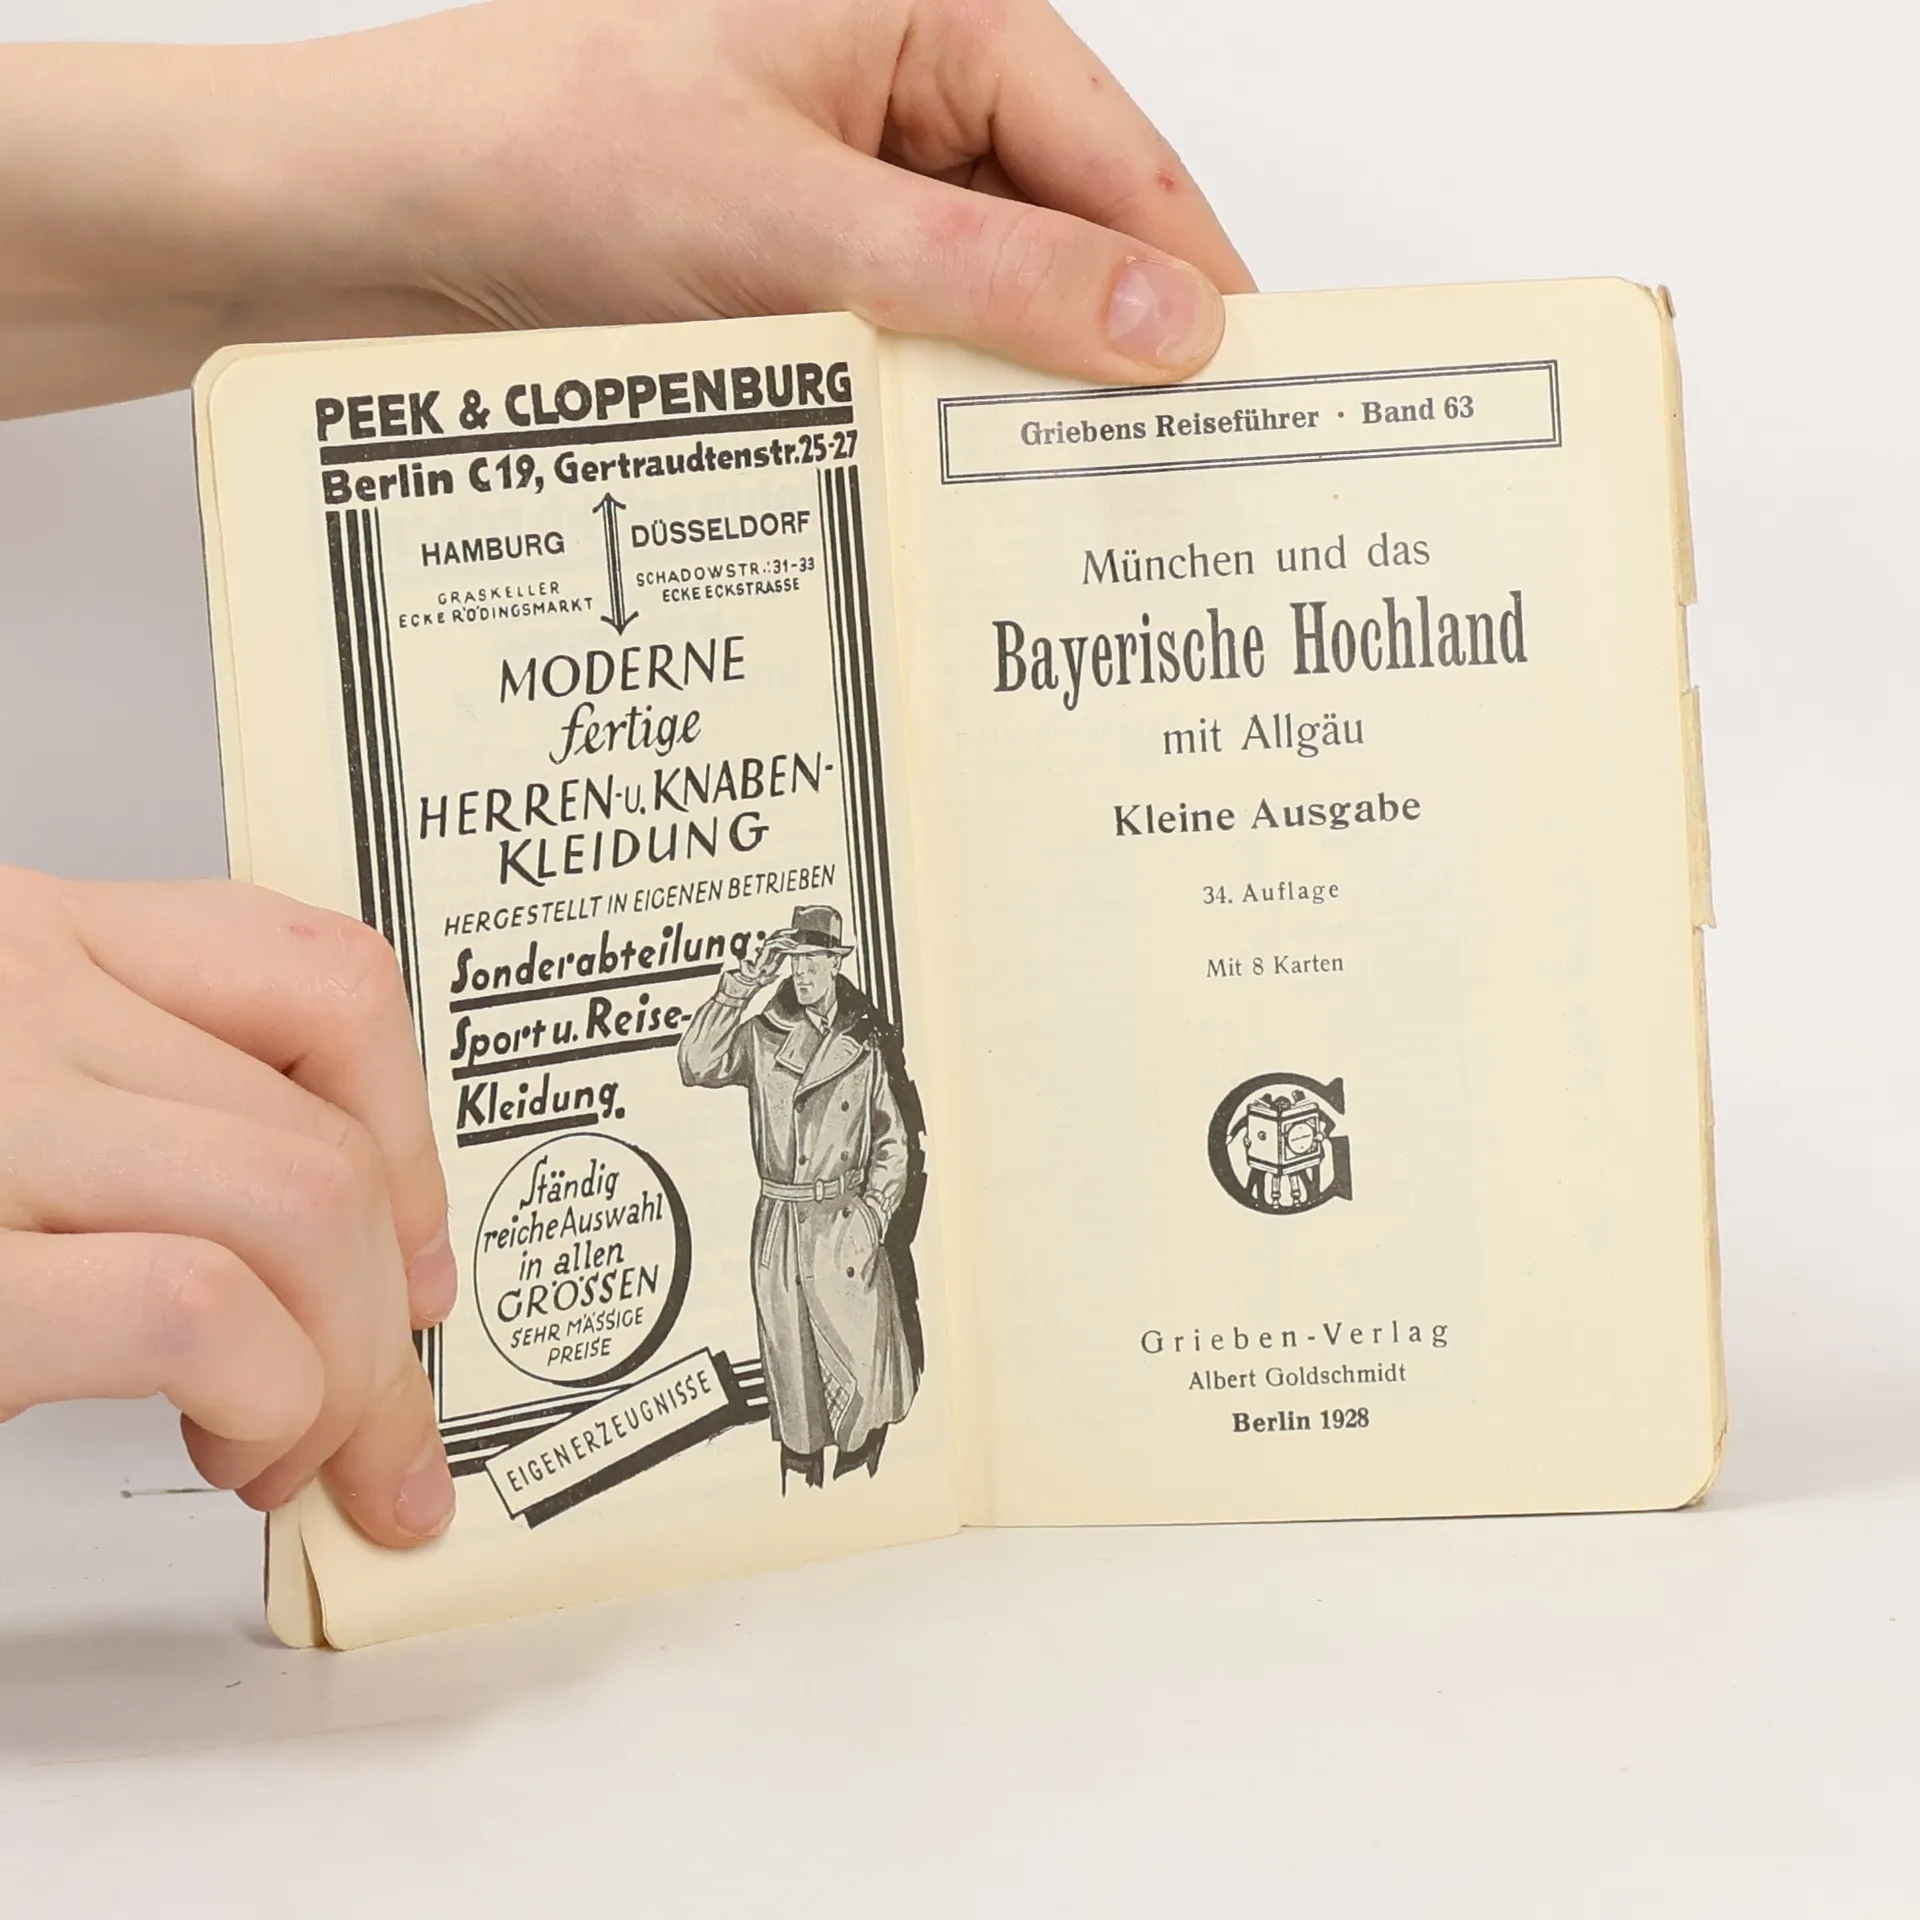 PEEK & CLOPPENBURG
Berlin C19, Gertraudtenstr.25-27
HAMBURG
GRASKELLER
ECKE RÖDINGSMARKT
DÜSSELDORF
SCHADOWSTR.:31-33
ECKE ECKSTRASSE
MODERNE
fertige
HERREN-u. KNABEN-
KLEIDUNG
HERGESTELLT IN EIGENEN BETRIEBEN
Sonderabteilung:
Sport u. Reise-
Kleidung.
Ständig
reiche Auswahl
in allen
GRÖSSEN
SEHR MÄSSIGE
PREISE
EIGENERZEUGNISSE
Griebens Reiseführer · Band 63
München und das
Bayerische Hochland
mit Allgäu
Kleine Ausgabe
34. Auflage
Mit 8 Karten
G
Grieben-Verlag
Albert Goldschmidt
Berlin 1928